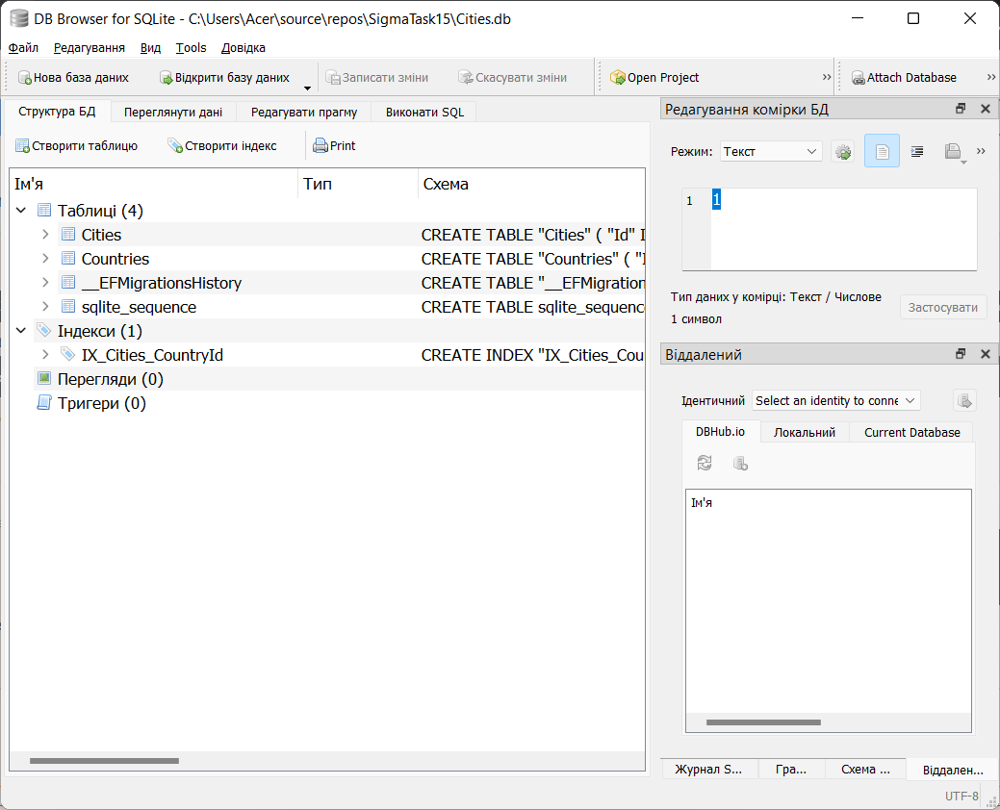 DB Browser for SQLite - C:\Users\Acer\source\repos\SigmaTask15\Cities.db
Файл Редагування Вид Tools Довідка
Нова база даних Відкрити базу даних Записати зміни Скасувати зміни Open Project » Attach Database »
Структура БД Переглянути дані Редагувати прагму Виконати SQL
Створити таблицю Створити індекс Print
Ім'я Тип Схема
Таблиці (4)
Cities CREATE TABLE "Cities" ( "Id" I
Countries CREATE TABLE "Countries" ( "I
__EFMigrationsHistory CREATE TABLE "__EFMigration
sqlite_sequence CREATE TABLE sqlite_sequenc
Індекси (1)
IX_Cities_CountryId CREATE INDEX "IX_Cities_Cou
Перегляди (0)
Тригери (0)
Редагування комірки БД
Режим: Текст »
1 1
Тип даних у комірці: Текст / Числове
1 символ
Застосувати
Віддалений
Ідентичний Select an identity to conne
DBHub.io Локальний Current Database
Ім'я
Журнал S... Гра... Схема ... Віддален...
UTF-8